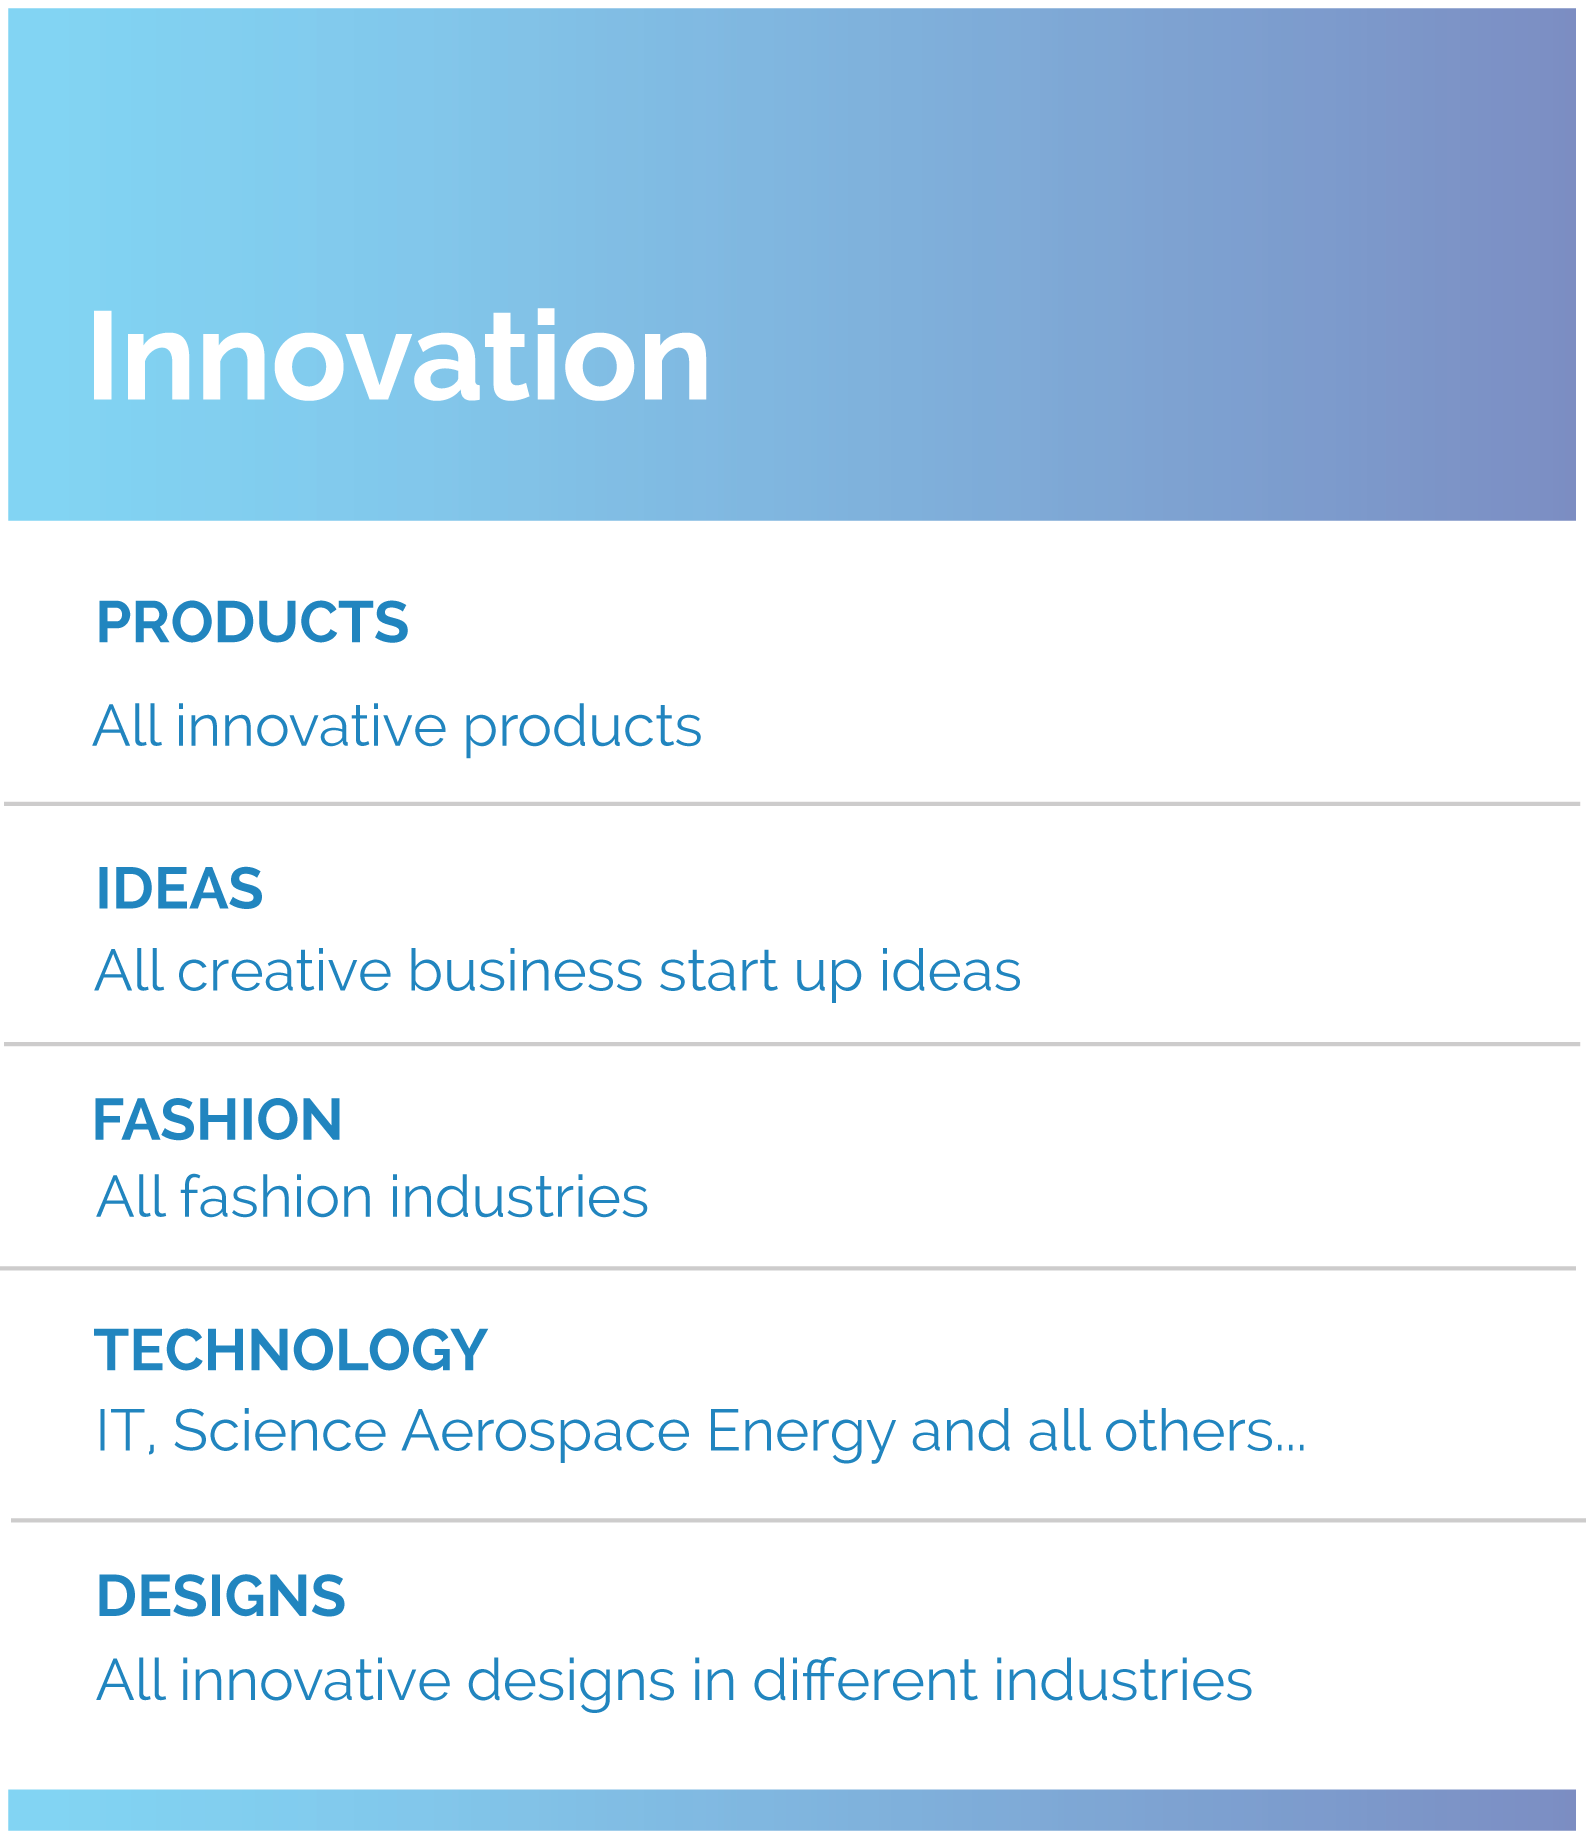 Innovation
PRODUCTS
All innovative products
IDEAS
All creative business start up ideas
FASHION
All fashion industries
TECHNOLOGY
IT, Science Aerospace Energy and all others...
DESIGNS
All innovative designs in different industries